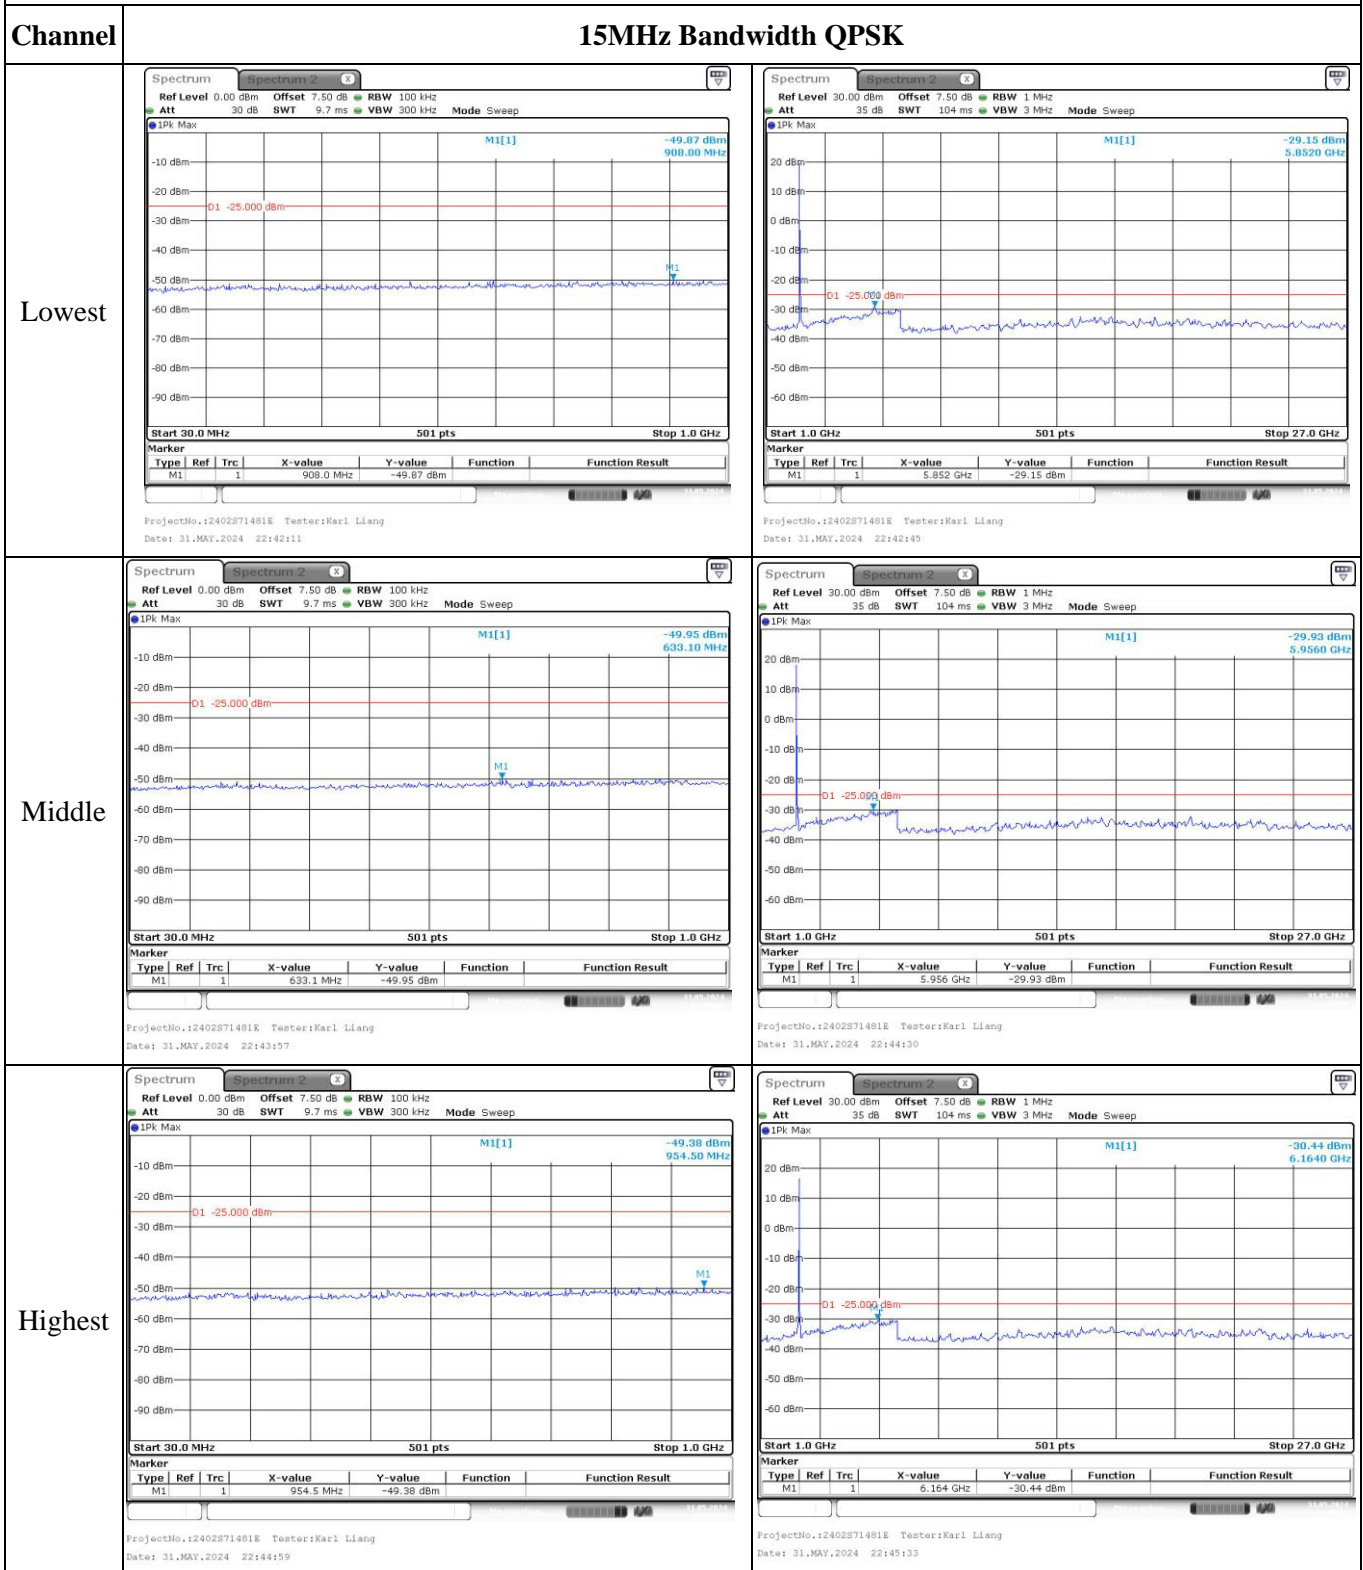 Channel 15MHz Bandwidth QPSK
Lowest
Spectrum Spectrum 2 X
Ref Level 0.00 dBm Offset 7.50 dB RBW 100 kHz
Att 30 dB SWT 9.7 ms VBW 300 kHz Mode Sweep
1Pk Max
M1[1] -49.87 dBm
908.00 MHz
-10 dBm
-20 dBm
D1 -25.000 dBm
-30 dBm
-40 dBm
M1
-50 dBm
-60 dBm
-70 dBm
-80 dBm
-90 dBm
Start 30.0 MHz 501 pts Stop 1.0 GHz
Marker
Type Ref Trc X-value Y-value Function Function Result
M1 1 908.0 MHz -49.87 dBm
ProjectNo.:2402S71481E Tester:Karl Liang
Date: 31.MAY.2024 22:42:11
Spectrum Spectrum 2 X
Ref Level 30.00 dBm Offset 7.50 dB RBW 1 MHz
Att 35 dB SWT 104 ms VBW 3 MHz Mode Sweep
1Pk Max
M1[1] -29.15 dBm
5.8520 GHz
20 dBm
10 dBm
0 dBm
-10 dBm
-20 dBm
D1 -25.000 dBm
-30 dBm
-40 dBm
-50 dBm
-60 dBm
Start 1.0 GHz 501 pts Stop 27.0 GHz
Marker
Type Ref Trc X-value Y-value Function Function Result
M1 1 5.852 GHz -29.15 dBm
ProjectNo.:2402S71481E Tester:Karl Liang
Date: 31.MAY.2024 22:42:45
Middle
Spectrum Spectrum 2 X
Ref Level 0.00 dBm Offset 7.50 dB RBW 100 kHz
Att 30 dB SWT 9.7 ms VBW 300 kHz Mode Sweep
1Pk Max
M1[1] -49.95 dBm
633.10 MHz
-10 dBm
-20 dBm
D1 -25.000 dBm
-30 dBm
-40 dBm
M1
-50 dBm
-60 dBm
-70 dBm
-80 dBm
-90 dBm
Start 30.0 MHz 501 pts Stop 1.0 GHz
Marker
Type Ref Trc X-value Y-value Function Function Result
M1 1 633.1 MHz -49.95 dBm
ProjectNo.:2402S71481E Tester:Karl Liang
Date: 31.MAY.2024 22:43:57
Spectrum Spectrum 2 X
Ref Level 30.00 dBm Offset 7.50 dB RBW 1 MHz
Att 35 dB SWT 104 ms VBW 3 MHz Mode Sweep
1Pk Max
M1[1] -29.93 dBm
5.9560 GHz
20 dBm
10 dBm
0 dBm
-10 dBm
-20 dBm
D1 -25.000 dBm
-30 dBm
-40 dBm
-50 dBm
-60 dBm
Start 1.0 GHz 501 pts Stop 27.0 GHz
Marker
Type Ref Trc X-value Y-value Function Function Result
M1 1 5.956 GHz -29.93 dBm
ProjectNo.:2402S71481E Tester:Karl Liang
Date: 31.MAY.2024 22:44:30
Highest
Spectrum Spectrum 2 X
Ref Level 0.00 dBm Offset 7.50 dB RBW 100 kHz
Att 30 dB SWT 9.7 ms VBW 300 kHz Mode Sweep
1Pk Max
M1[1] -49.38 dBm
954.50 MHz
-10 dBm
-20 dBm
D1 -25.000 dBm
-30 dBm
-40 dBm
M1
-50 dBm
-60 dBm
-70 dBm
-80 dBm
-90 dBm
Start 30.0 MHz 501 pts Stop 1.0 GHz
Marker
Type Ref Trc X-value Y-value Function Function Result
M1 1 954.5 MHz -49.38 dBm
ProjectNo.:2402S71481E Tester:Karl Liang
Date: 31.MAY.2024 22:44:59
Spectrum Spectrum 2 X
Ref Level 30.00 dBm Offset 7.50 dB RBW 1 MHz
Att 35 dB SWT 104 ms VBW 3 MHz Mode Sweep
1Pk Max
M1[1] -30.44 dBm
6.1640 GHz
20 dBm
10 dBm
0 dBm
-10 dBm
-20 dBm
D1 -25.000 dBm
-30 dBm
-40 dBm
-50 dBm
-60 dBm
Start 1.0 GHz 501 pts Stop 27.0 GHz
Marker
Type Ref Trc X-value Y-value Function Function Result
M1 1 6.164 GHz -30.44 dBm
ProjectNo.:2402S71481E Tester:Karl Liang
Date: 31.MAY.2024 22:45:33